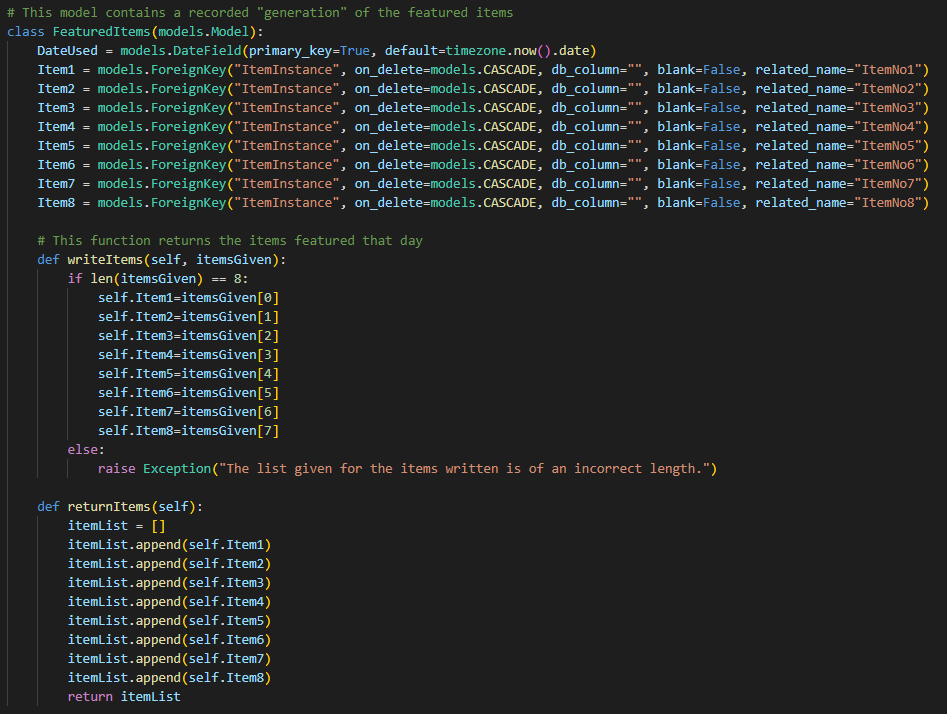 # This model contains a recorded "generation" of the featured items
class FeaturedItems(models.Model):
    DateUsed = models.DateField(primary_key=True, default=timezone.now().date)
    Item1 = models.ForeignKey("ItemInstance", on_delete=models.CASCADE, db_column="", blank=False, related_name="ItemNo1")
    Item2 = models.ForeignKey("ItemInstance", on_delete=models.CASCADE, db_column="", blank=False, related_name="ItemNo2")
    Item3 = models.ForeignKey("ItemInstance", on_delete=models.CASCADE, db_column="", blank=False, related_name="ItemNo3")
    Item4 = models.ForeignKey("ItemInstance", on_delete=models.CASCADE, db_column="", blank=False, related_name="ItemNo4")
    Item5 = models.ForeignKey("ItemInstance", on_delete=models.CASCADE, db_column="", blank=False, related_name="ItemNo5")
    Item6 = models.ForeignKey("ItemInstance", on_delete=models.CASCADE, db_column="", blank=False, related_name="ItemNo6")
    Item7 = models.ForeignKey("ItemInstance", on_delete=models.CASCADE, db_column="", blank=False, related_name="ItemNo7")
    Item8 = models.ForeignKey("ItemInstance", on_delete=models.CASCADE, db_column="", blank=False, related_name="ItemNo8")

    # This function returns the items featured that day
    def writeItems(self, itemsGiven):
        if len(itemsGiven) == 8:
            self.Item1=itemsGiven[0]
            self.Item2=itemsGiven[1]
            self.Item3=itemsGiven[2]
            self.Item4=itemsGiven[3]
            self.Item5=itemsGiven[4]
            self.Item6=itemsGiven[5]
            self.Item7=itemsGiven[6]
            self.Item8=itemsGiven[7]
        else:
            raise Exception("The list given for the items written is of an incorrect length.")

    def returnItems(self):
        itemList = []
        itemList.append(self.Item1)
        itemList.append(self.Item2)
        itemList.append(self.Item3)
        itemList.append(self.Item4)
        itemList.append(self.Item5)
        itemList.append(self.Item6)
        itemList.append(self.Item7)
        itemList.append(self.Item8)
        return itemList